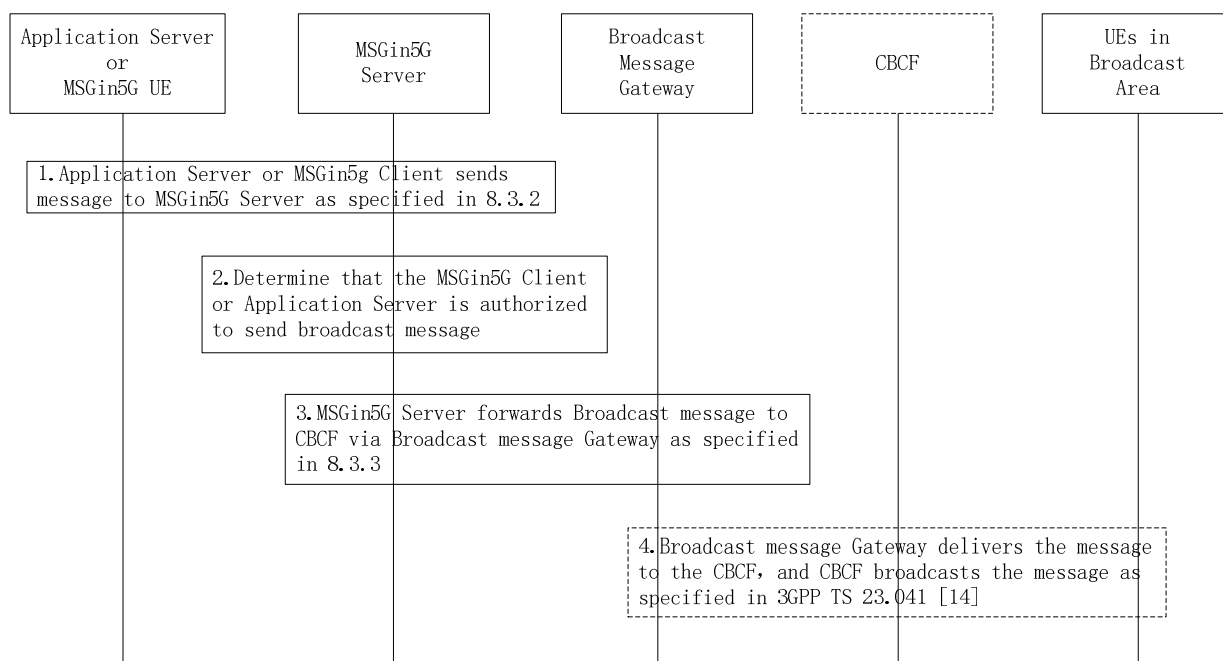 Application Server
or
MSGin5G UE
MSGin5G
Server
Broadcast
Message
Gateway
CBCF
UEs in
Broadcast
Area
1.Application Server or MSGin5g Client sends
message to MSGin5G Server as specified in 8.3.2
2.Determine that the MSGin5G Client
or Application Server is authorized
to send broadcast message
3.MSGin5G Server forwards Broadcast message to
CBCF via Broadcast message Gateway as specified
in 8.3.3
4.Broadcast message Gateway delivers the message
to the CBCF, and CBCF broadcasts the message as
specified in 3GPP TS 23.041 [14]